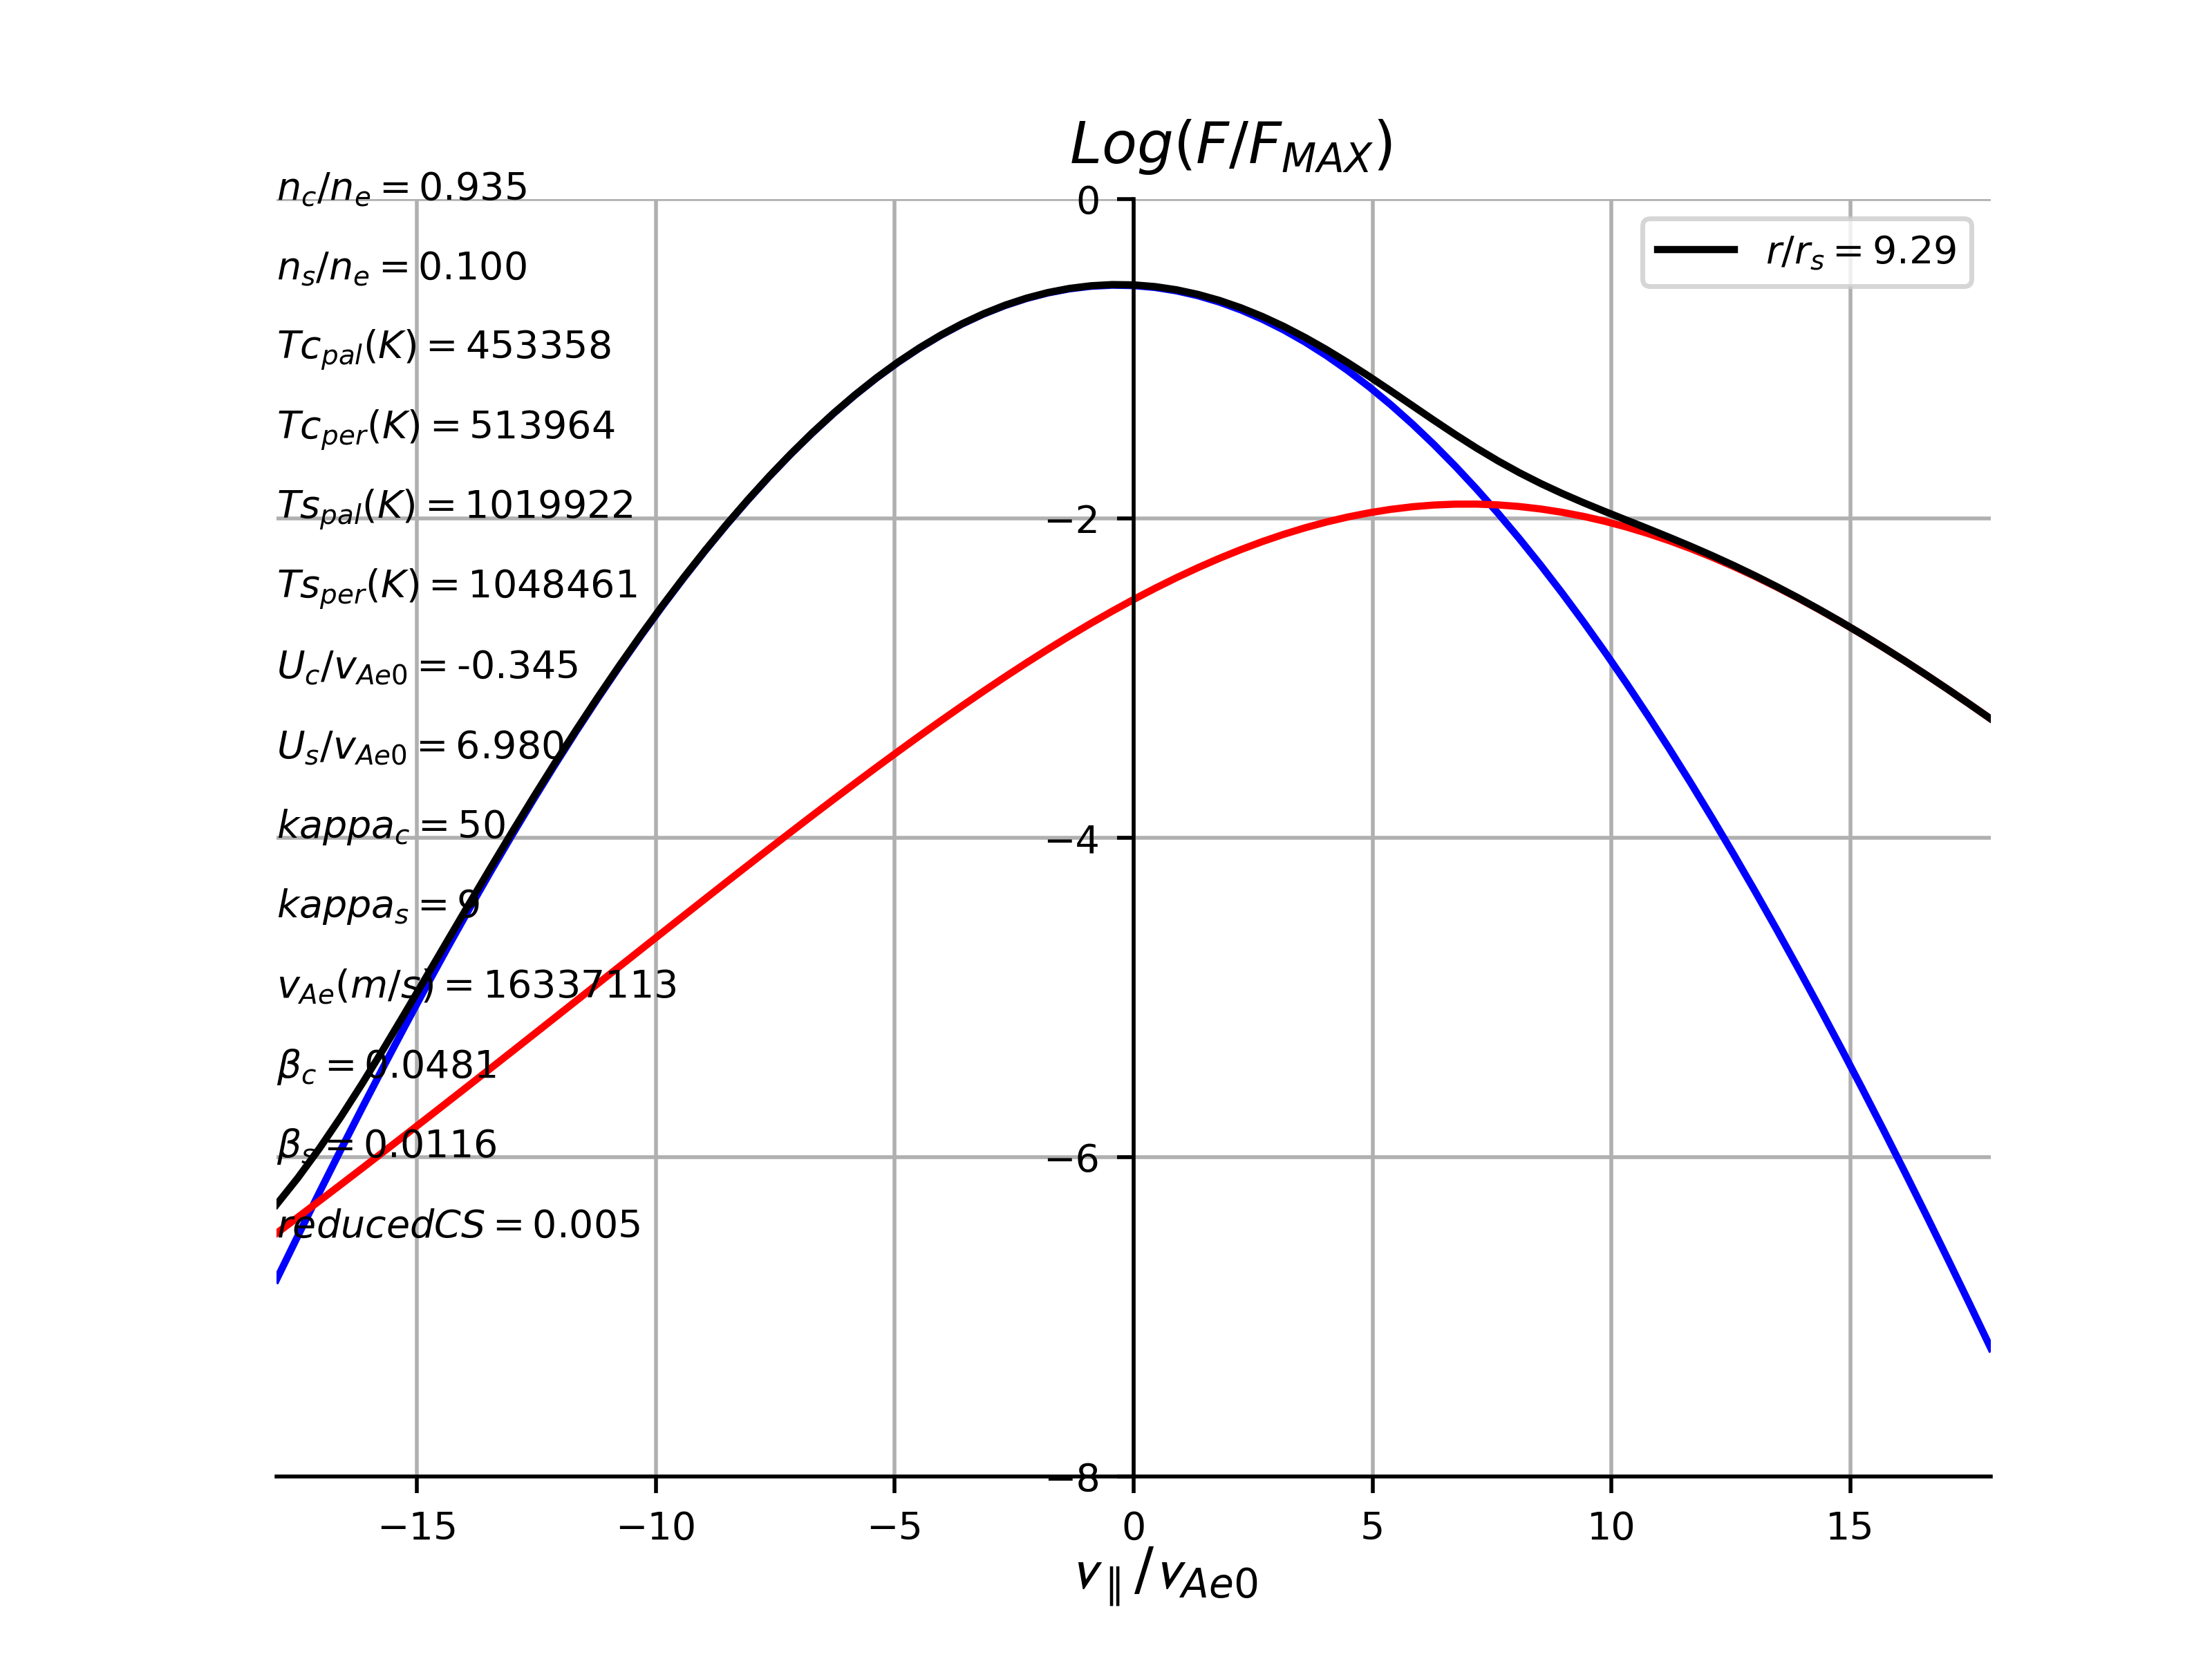 Log(F/F_MAX)
n_c/n_e = 0.935
n_s/n_e = 0.100
Tc_pal(K) = 453358
Tc_per(K) = 513964
Ts_pal(K) = 1019922
Ts_per(K) = 1048461
U_c/v_Ae0 = -0.345
U_s/v_Ae0 = 6.980
kappa_c = 50
kappa_s = 9
v_Ae(m/s) = 16337113
β_c = 0.0481
β_s = 0.0116
reducedCS = 0.005
r/r_s = 9.29
0
−2
−4
−6
−8
−15 −10 −5 0 5 10 15
v_∥/v_Ae0